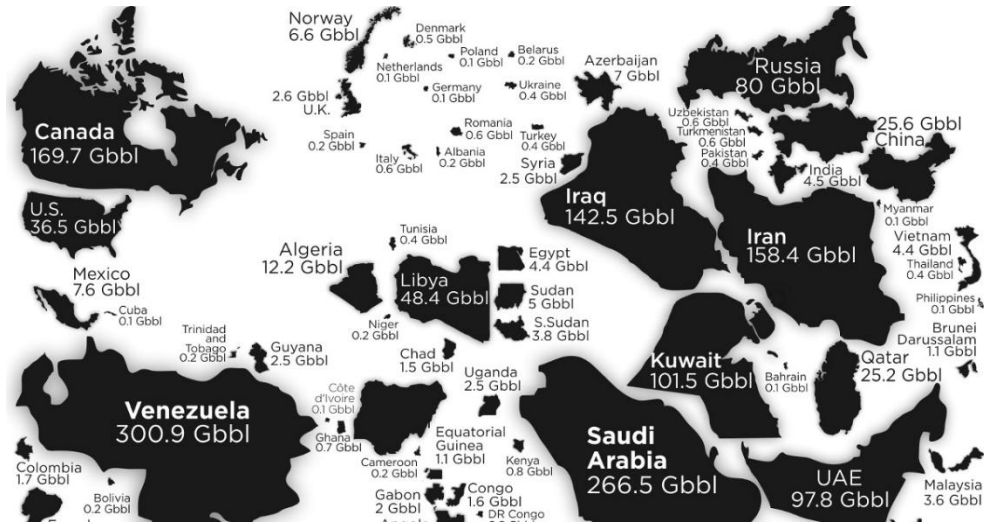 Norway
6.6 Gbbl
Denmark
0.5 Gbbl
Netherlands
0.1 Gbbl
Poland
0.1 Gbbl
Belarus
0.2 Gbbl
Azerbaijan
7 Gbbl
Russia
80 Gbbl
Canada
169.7 Gbbl
2.6 Gbbl
U.K.
Germany
0.1 Gbbl
Ukraine
0.4 Gbbl
Spain
0.2 Gbbl
Italy
0.6 Gbbl
Romania
0.6 Gbbl
Albania
0.2 Gbbl
Turkey
0.4 Gbbl
Syria
2.5 Gbbl
Uzbekistan
0.6 Gbbl
Turkmenistan
0.6 Gbbl
Pakistan
0.4 Gbbl
25.6 Gbbl
China
India
4.5 Gbbl
U.S.
36.5 Gbbl
Iraq
142.5 Gbbl
Iran
158.4 Gbbl
Myanmar
0.1 Gbbl
Vietnam
4.4 Gbbl
Thailand
0.4 Gbbl
Philippines
0.1 Gbbl
Mexico
7.6 Gbbl
Cuba
0.1 Gbbl
Algeria
12.2 Gbbl
Tunisia
0.4 Gbbl
Libya
48.4 Gbbl
Egypt
4.4 Gbbl
Sudan
5 Gbbl
S.Sudan
3.8 Gbbl
Niger
0.2 Gbbl
Chad
1.5 Gbbl
Uganda
2.5 Gbbl
Trinidad
and
Tobago
0.2 Gbbl
Guyana
2.5 Gbbl
Kuwait
101.5 Gbbl
Bahrain
0.1 Gbbl
Qatar
25.2 Gbbl
Brunei
Darussalam
1.1 Gbbl
Venezuela
300.9 Gbbl
Côte
d'Ivoire
0.1 Gbbl
Ghana
0.7 Gbbl
Cameroon
0.2 Gbbl
Equatorial
Guinea
1.1 Gbbl
Kenya
0.8 Gbbl
Saudi
Arabia
266.5 Gbbl
UAE
97.8 Gbbl
Malaysia
3.6 Gbbl
Colombia
1.7 Gbbl
Bolivia
0.2 Gbbl
Gabon
2 Gbbl
Congo
1.6 Gbbl
DR Congo